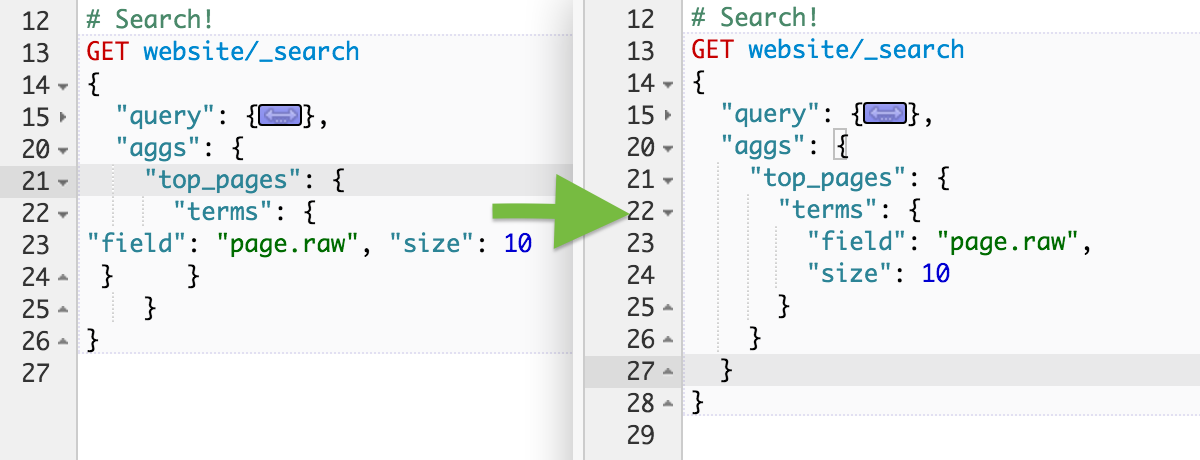 12 # Search!
13 GET website/_search
14 {
15 "query": {},
20 "aggs": {
21 "top_pages": {
22 "terms": {
23 "field": "page.raw", "size": 10
24 } }
25 }
26 }
27
12 # Search!
13 GET website/_search
14 {
15 "query": {},
20 "aggs": {
21 "top_pages": {
22 "terms": {
23 "field": "page.raw",
24 "size": 10
25 }
26 }
27 }
28 }
29